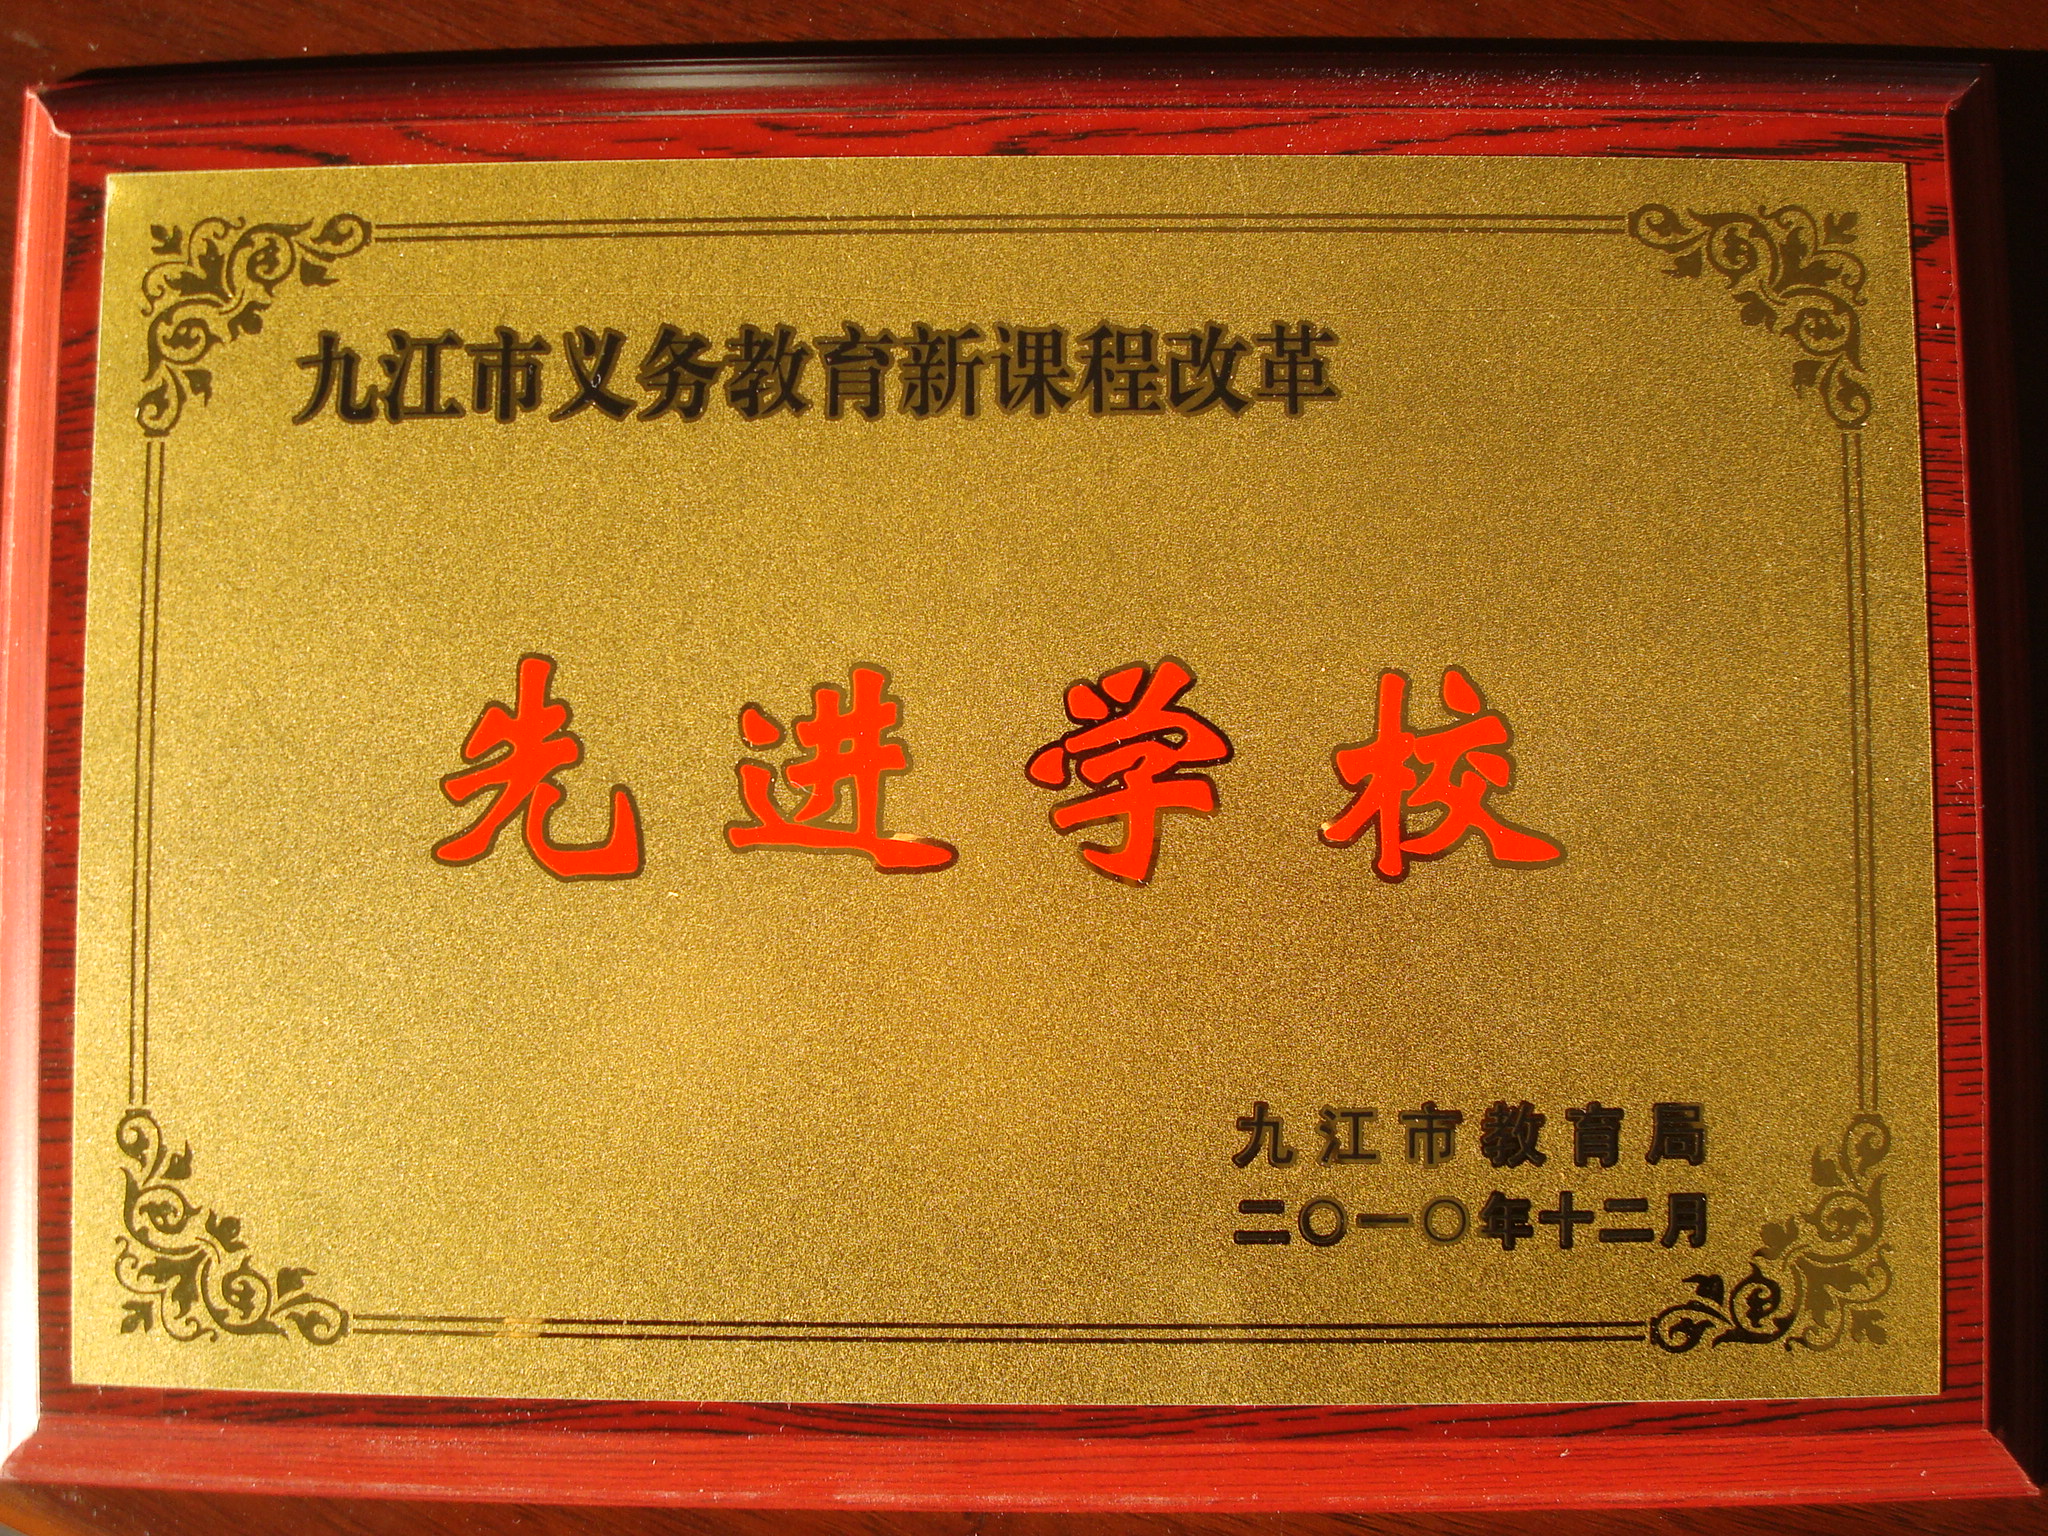 九江市义务教育新课程改革
先进学校
九江市教育局
二〇一〇年十二月